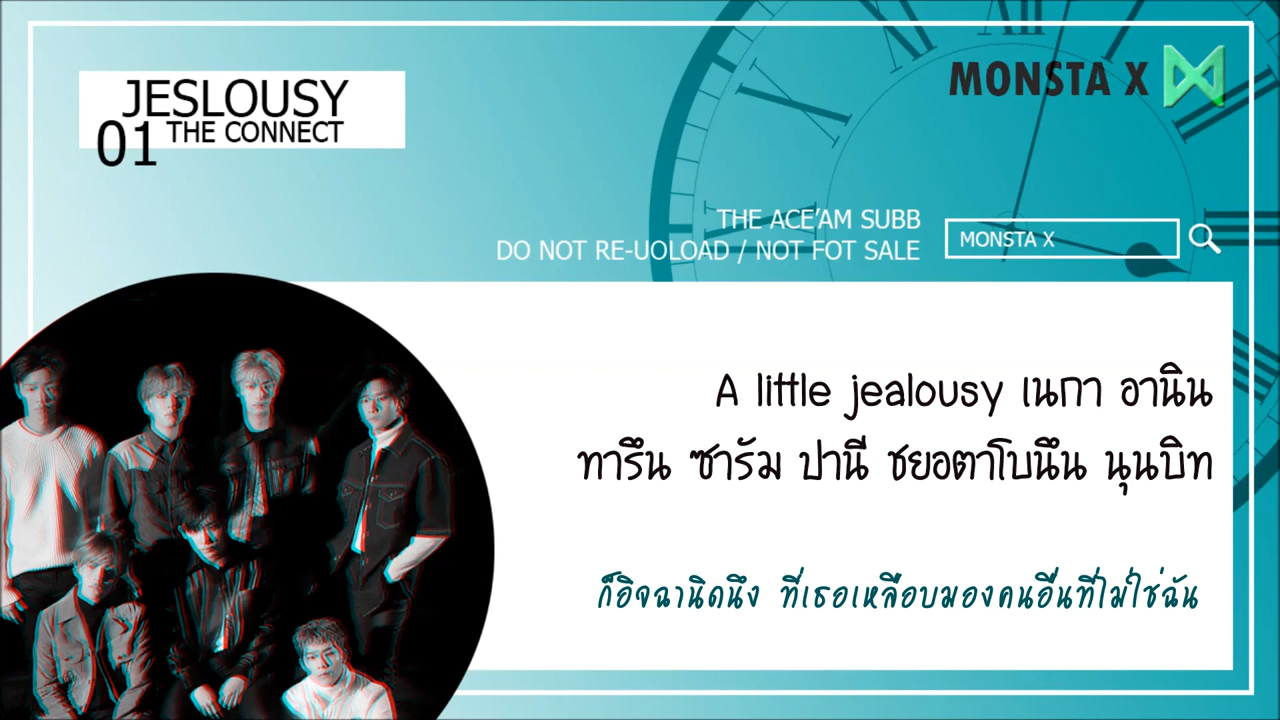 JESLOUSY
01 THE CONNECT
MONSTA X
THE ACE’AM SUBB
DO NOT RE-UOLOAD / NOT FOT SALE
MONSTA X
A little jealousy เนกา อานิน
ทารึน ซารัม ปานี ชยอตาโบนึน นุนบิท
ก็อิจฉานิดนึง ที่เธอเหลือบมองคนอื่นที่ไม่ใช่ฉัน